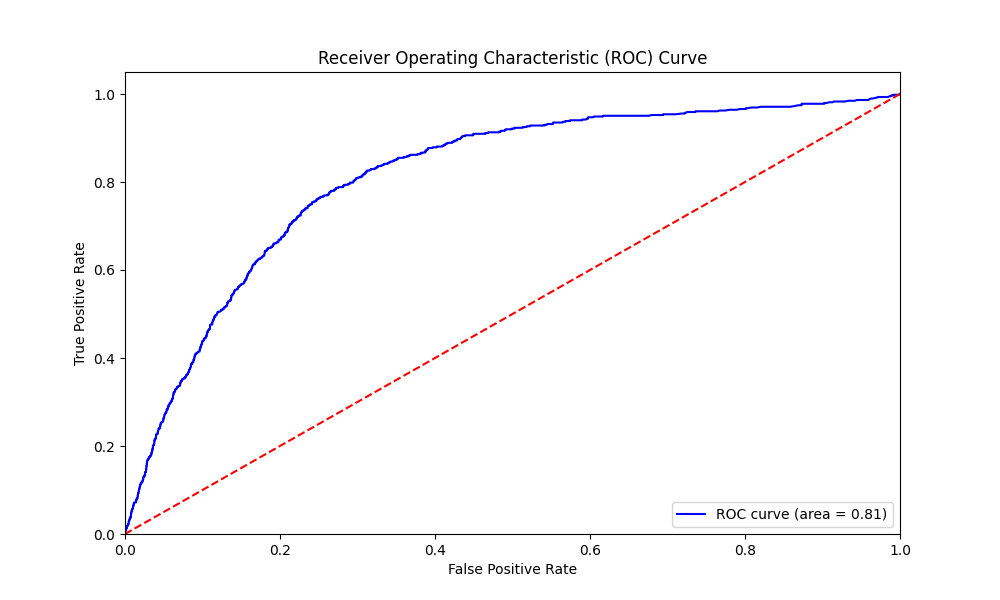 Receiver Operating Characteristic (ROC) Curve
True Positive Rate
1.0
0.8
0.6
0.4
0.2
0.0
0.0 0.2 0.4 0.6 0.8 1.0
False Positive Rate
ROC curve (area = 0.81)